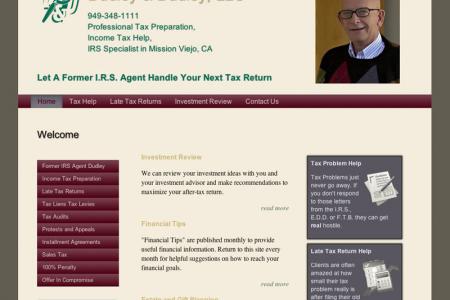 Dudley & Dudley, LLC
949-348-1111
Professional Tax Preparation,
Income Tax Help,
IRS Specialist in Mission Viejo, CA
Let A Former I.R.S. Agent Handle Your Next Tax Return
Home Tax Help Late Tax Returns Investment Review Contact Us
Welcome
Former IRS Agent Dudley
Income Tax Preparation
Late Tax Returns
Tax Liens Tax Levies
Tax Audits
Protests and Appeals
Installment Agreements
Sales Tax
100% Penalty
Offer In Compromise
Investment Review
We can review your investment ideas with you and
your investment advisor and make recommendations to
maximize your after-tax return.
read more
Financial Tips
"Financial Tips" are published monthly to provide
useful financial information. Return to this site every
month for helpful suggestions on how to reach your
financial goals.
read more
Estate and Gift Planning
Tax Problem Help
Tax Problems just
never go away. If
you don't respond
to those letters
from the I.R.S.,
E.D.D. or F.T.B. they can get
real hostile.
Late Tax Return Help
Clients are often
amazed at how
small their tax
problem really is
after filing their old